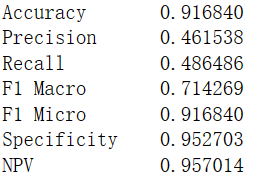 Accuracy 0.916840
Precision 0.461538
Recall 0.486486
F1 Macro 0.714269
F1 Micro 0.916840
Specificity 0.952703
NPV 0.957014